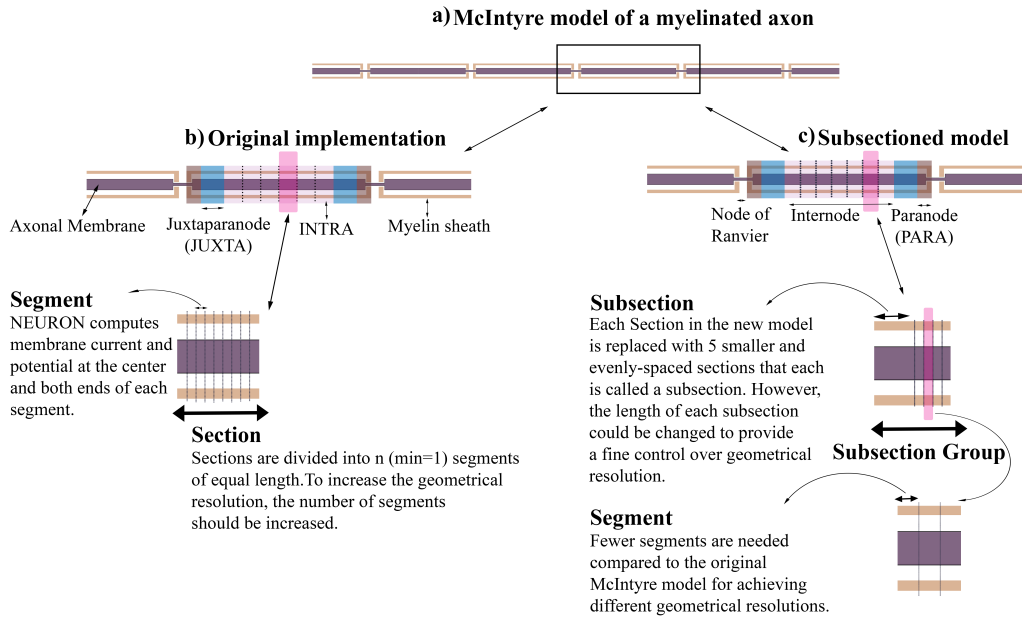 a) McIntyre model of a myelinated axon
b) Original implementation
Axonal Membrane
Juxtaparanode
(JUXTA)
INTRA
Myelin sheath
Segment
NEURON computes
membrane current and
potential at the center
and both ends of each
segment.
Section
Sections are divided into n (min=1) segments
of equal length.To increase the geometrical
resolution, the number of segments
should be increased.
c) Subsectioned model
Node of
Ranvier
Internode
Paranode
(PARA)
Subsection
Each Section in the new model
is replaced with 5 smaller and
evenly-spaced sections that each
is called a subsection. However,
the length of each subsection
could be changed to provide
a fine control over geometrical
resolution.
Subsection Group
Segment
Fewer segments are needed
compared to the original
McIntyre model for achieving
different geometrical resolutions.